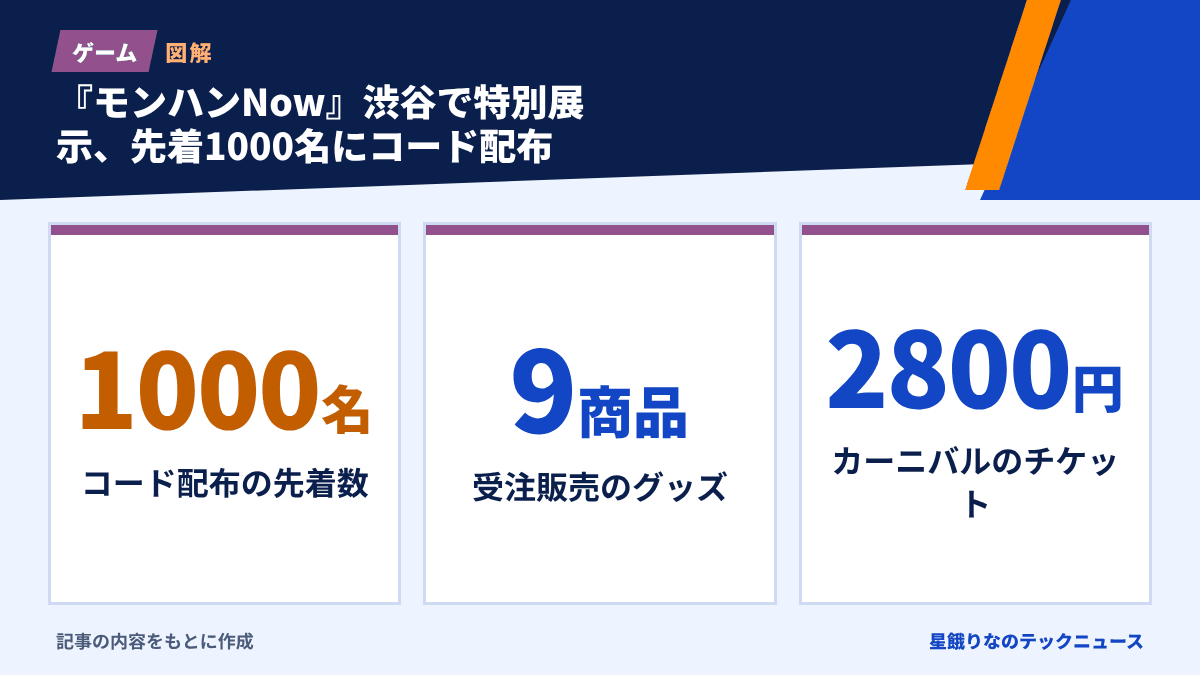 ゲーム 図解
『モンハンNow』渋谷で特別展
示、先着1000名にコード配布
1000名
コード配布の先着数
9商品
受注販売のグッズ
2800円
カーニバルのチケッ
ト
記事の内容をもとに作成
星餓りなのテックニュース